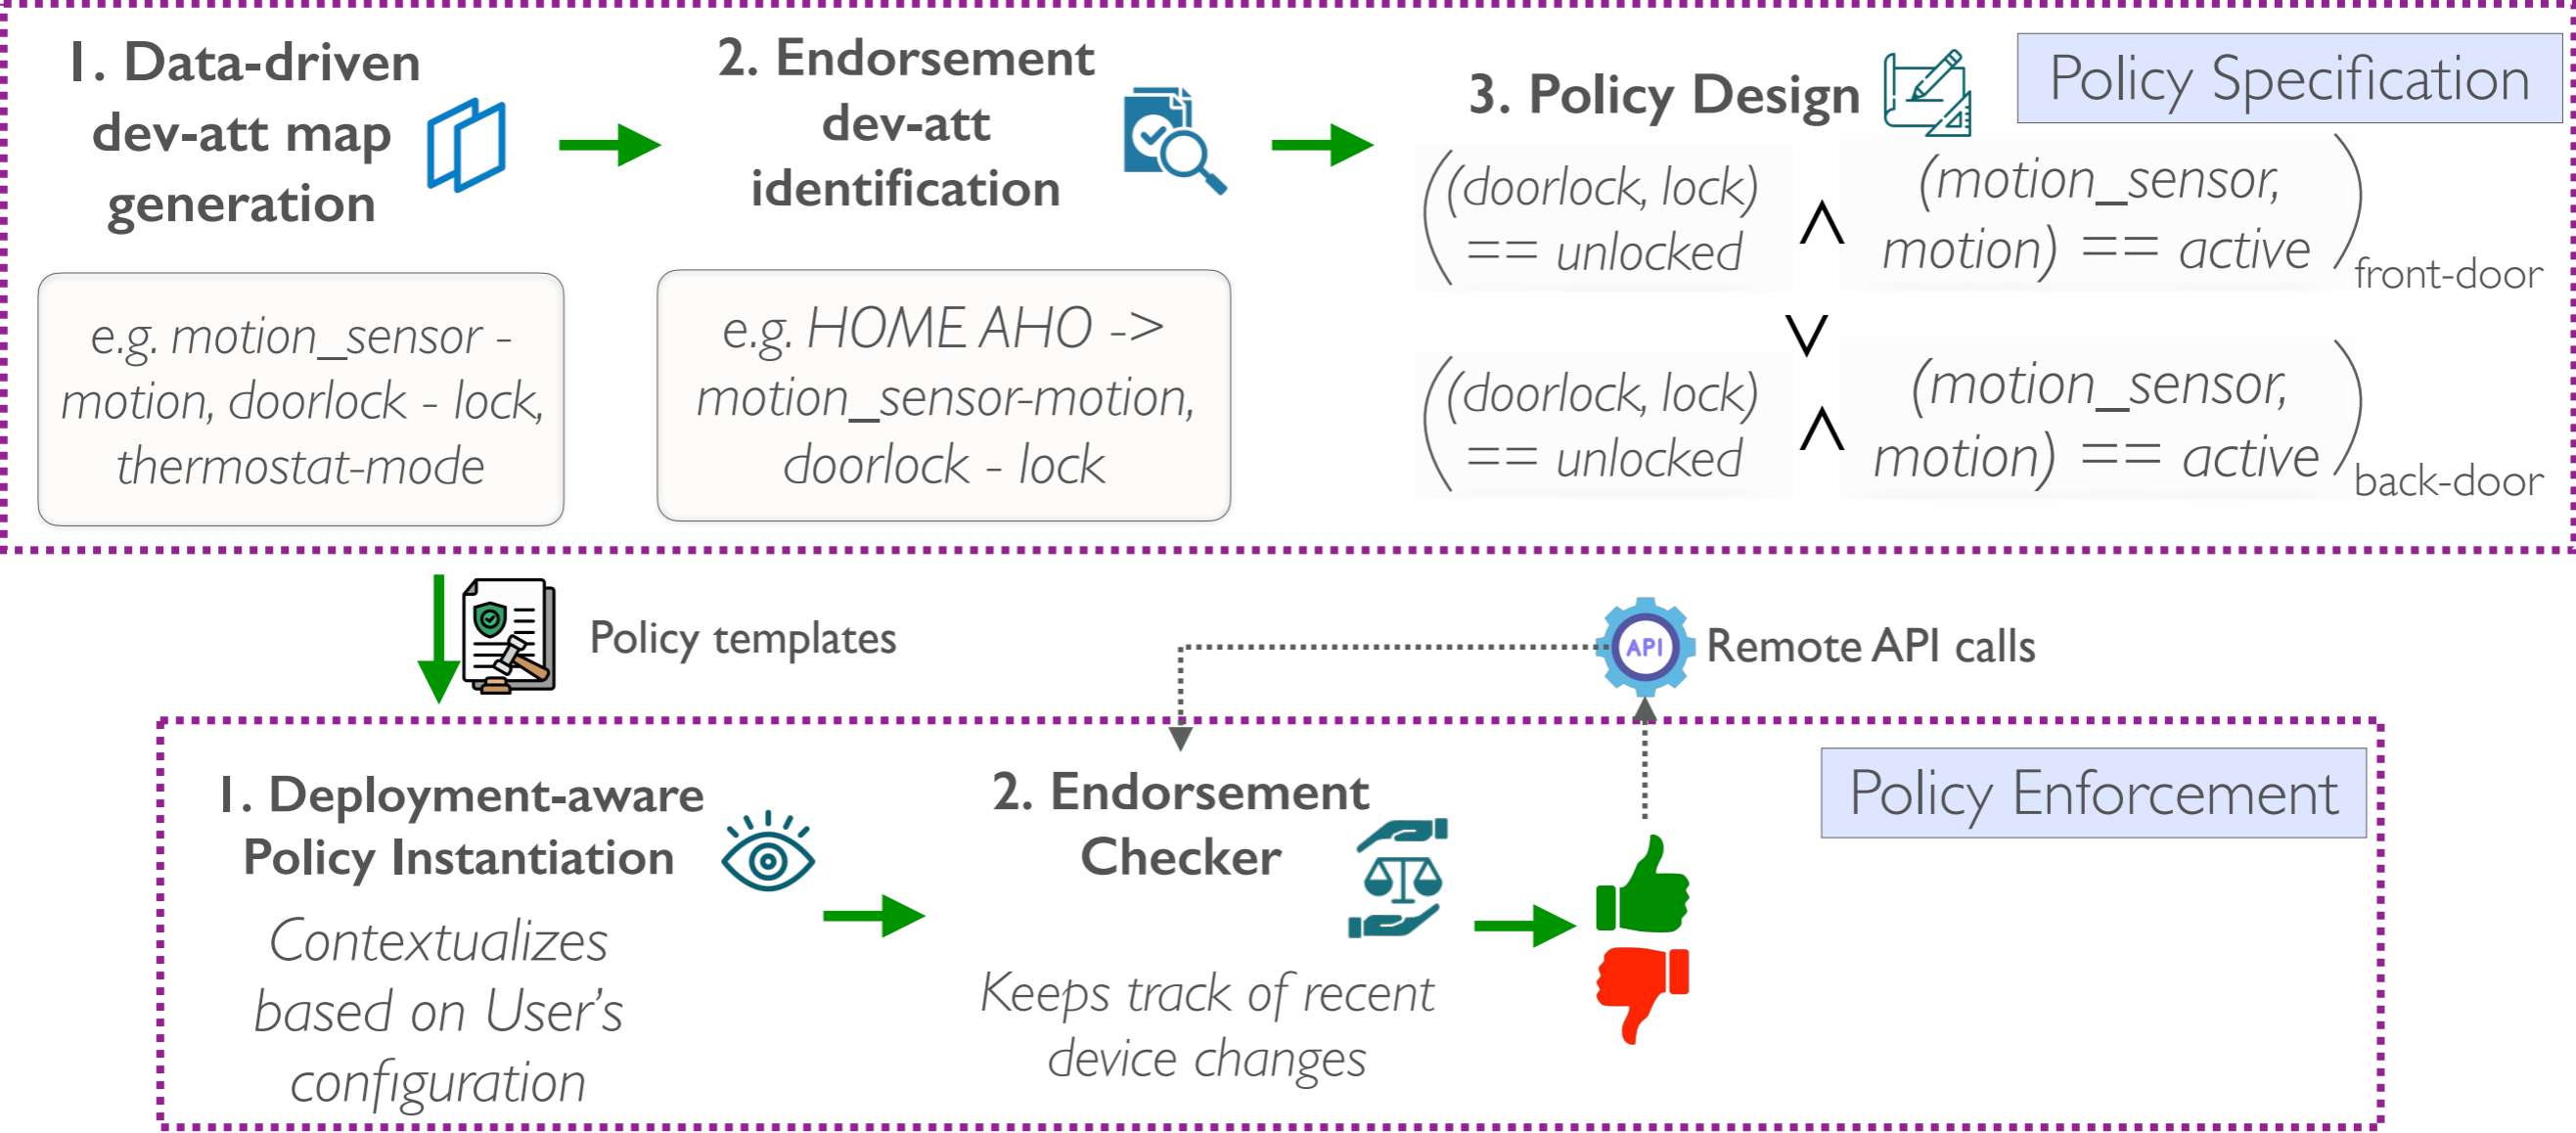 1. Data-driven
dev-att map
generation
e.g. motion_sensor -
motion, doorlock - lock,
thermostat-mode
2. Endorsement
dev-att
identification
e.g. HOME AHO ->
motion_sensor-motion,
doorlock - lock
3. Policy Design
Policy Specification
((doorlock, lock)
== unlocked
∧
(motion_sensor,
motion) == active)
front-door
∨
((doorlock, lock)
== unlocked
∧
(motion_sensor,
motion) == active)
back-door
Policy templates
API
Remote API calls
Policy Enforcement
1. Deployment-aware
Policy Instantiation
Contextualizes
based on User's
configuration
2. Endorsement
Checker
Keeps track of recent
device changes